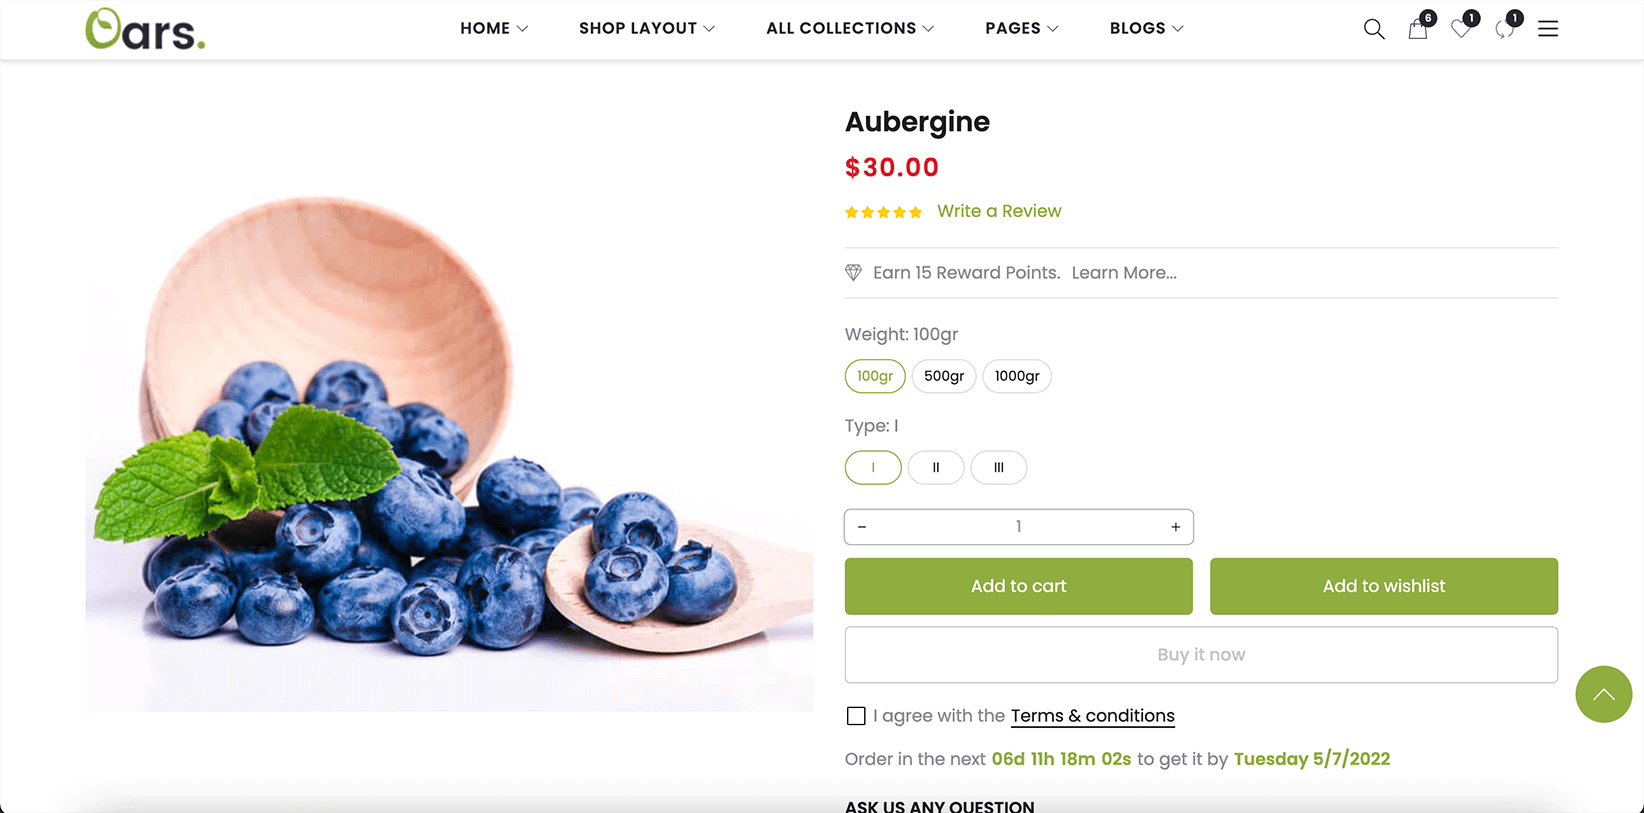 Oars.
HOME SHOP LAYOUT ALL COLLECTIONS PAGES BLOGS
6 1 1
Aubergine
$30.00
Write a Review
Earn 15 Reward Points. Learn More...
Weight: 100gr
100gr 500gr 1000gr
Type: I
I II III
− 1 +
Add to cart Add to wishlist
Buy it now
I agree with the Terms & conditions
Order in the next 06d 11h 18m 02s to get it by Tuesday 5/7/2022
ASK US ANY QUESTION